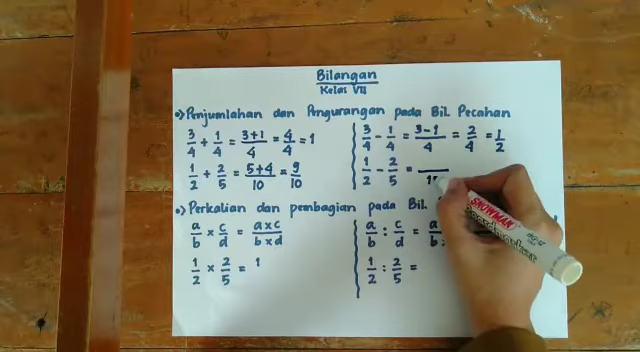 Bilangan
Kelas VII
Penjumlahan dan Pengurangan pada Bil. Pecahan
3/4 + 1/4 = 3+1/4 = 4/4 = 1
3/4 - 1/4 = 3-1/4 = 2/4 = 1/2
1/2 + 2/5 = 5+4/10 = 9/10
1/2 - 2/5 =
Perkalian dan pembagian pada Bil.
a/b × c/d = a×c/b×d
a/b : c/d =
1/2 × 2/5 = 1
1/2 : 2/5 =
SNOWMAN